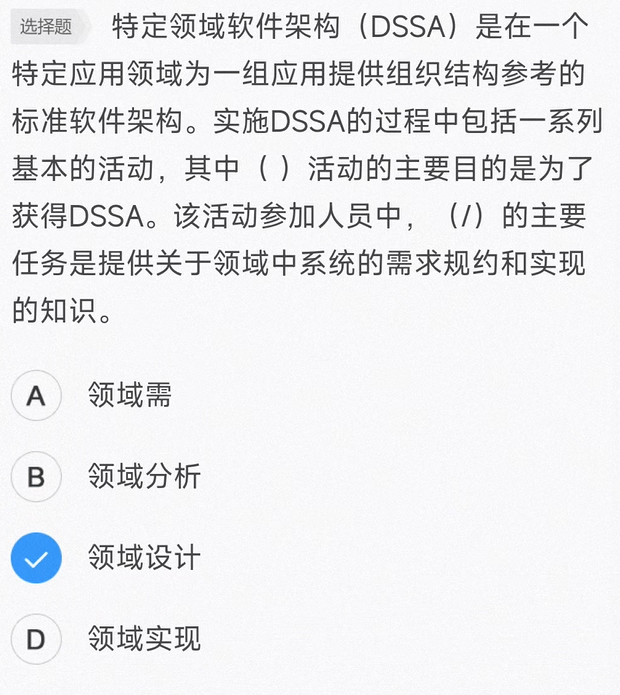 选择题 特定领域软件架构（DSSA）是在一个
特定应用领域为一组应用提供组织结构参考的
标准软件架构。实施DSSA的过程中包括一系列
基本的活动，其中（ ）活动的主要目的是为了
获得DSSA。该活动参加人员中，（/）的主要
任务是提供关于领域中系统的需求规约和实现
的知识。
A 领域需
B 领域分析
领域设计
D 领域实现